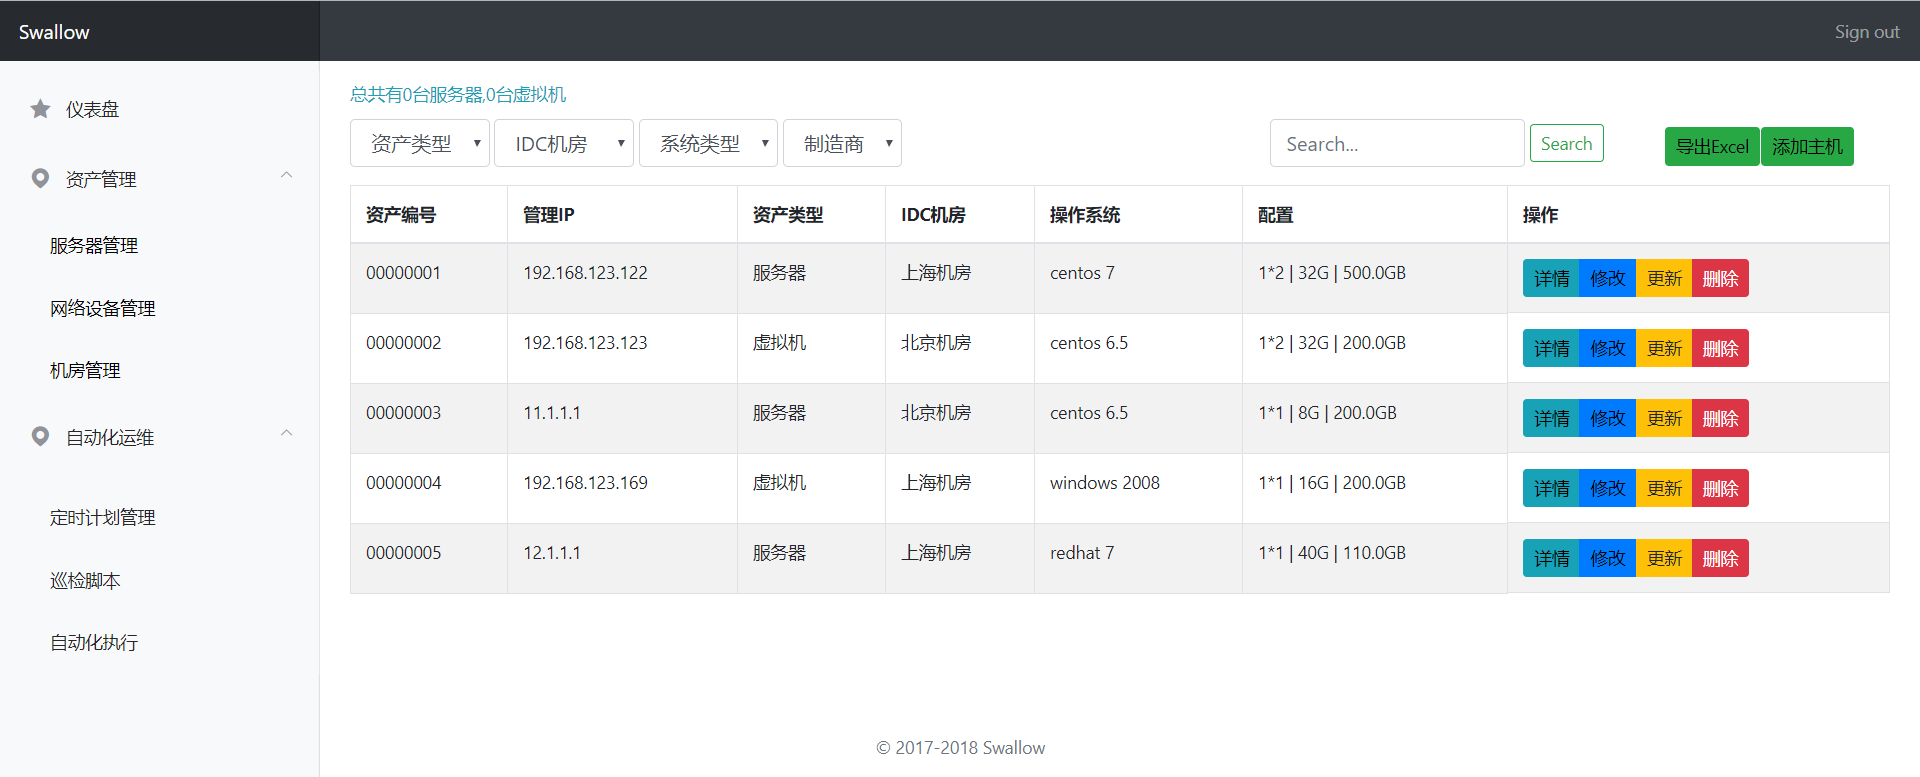 Swallow
Sign out
仪表盘
资产管理
服务器管理
网络设备管理
机房管理
自动化运维
定时计划管理
巡检脚本
自动化执行
总共有0台服务器,0台虚拟机
资产类型 IDC机房 系统类型 制造商 Search... Search 导出Excel 添加主机
资产编号 管理IP 资产类型 IDC机房 操作系统 配置 操作
00000001 192.168.123.122 服务器 上海机房 centos 7 1*2 | 32G | 500.0GB 详情 修改 更新 删除
00000002 192.168.123.123 虚拟机 北京机房 centos 6.5 1*2 | 32G | 200.0GB 详情 修改 更新 删除
00000003 11.1.1.1 服务器 北京机房 centos 6.5 1*1 | 8G | 200.0GB 详情 修改 更新 删除
00000004 192.168.123.169 虚拟机 上海机房 windows 2008 1*1 | 16G | 200.0GB 详情 修改 更新 删除
00000005 12.1.1.1 服务器 上海机房 redhat 7 1*1 | 40G | 110.0GB 详情 修改 更新 删除
© 2017-2018 Swallow